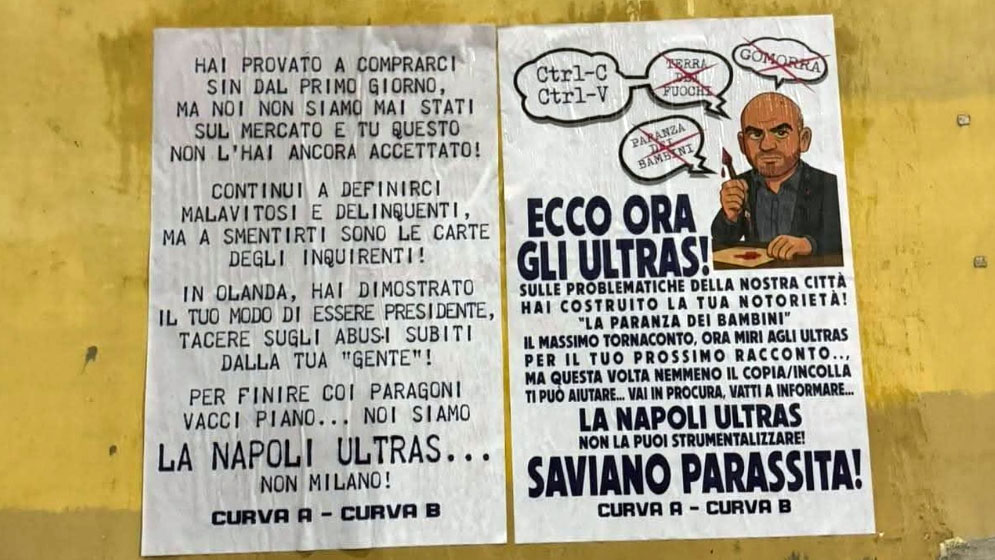 HAI PROVATO A COMPRARCI
SIN DAL PRIMO GIORNO,
MA NOI NON SIAMO MAI STATI
SUL MERCATO E TU QUESTO
NON L'HAI ANCORA ACCETTATO!
CONTINUI A DEFINIRCI
MALAVITOSI E DELINQUENTI,
MA A SMENTIRTI SONO LE CARTE
DEGLI INQUIRENTI!
IN OLANDA, HAI DIMOSTRATO
IL TUO MODO DI ESSERE PRESIDENTE,
TACERE SUGLI ABUSI SUBITI
DALLA TUA "GENTE"!
PER FINIRE COI PARAGONI
VACCI PIANO... NOI SIAMO
LA NAPOLI ULTRAS...
NON MILANO!
CURVA A - CURVA B
Ctrl-C
Ctrl-V
TERRA
DEI
FUOCHI
GOMORRA
PARANZA
DEI
BAMBINI
ECCO ORA
GLI ULTRAS!
SULLE PROBLEMATICHE DELLA NOSTRA CITTÀ
HAI COSTRUITO LA TUA NOTORIETÀ!
"LA PARANZA DEI BAMBINI"
IL MASSIMO TORNACONTO, ORA MIRI AGLI ULTRAS
PER IL TUO PROSSIMO RACCONTO...,
MA QUESTA VOLTA NEMMENO IL COPIA/INCOLLA
TI PUÒ AIUTARE... VAI IN PROCURA, VATTI A INFORMARE...
LA NAPOLI ULTRAS
NON LA PUOI STRUMENTALIZZARE!
SAVIANO PARASSITA!
CURVA A - CURVA B